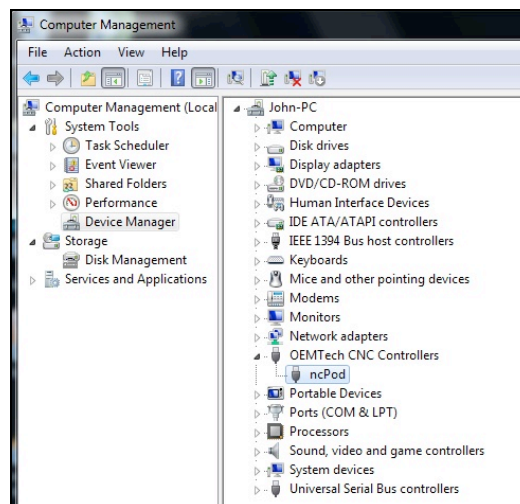 Computer Management
File Action View Help
Computer Management (Local
System Tools
Task Scheduler
Event Viewer
Shared Folders
Performance
Device Manager
Storage
Disk Management
Services and Applications
John-PC
Computer
Disk drives
Display adapters
DVD/CD-ROM drives
Human Interface Devices
IDE ATA/ATAPI controllers
IEEE 1394 Bus host controllers
Keyboards
Mice and other pointing devices
Modems
Monitors
Network adapters
OEMTech CNC Controllers
ncPod
Portable Devices
Ports (COM & LPT)
Processors
Sound, video and game controllers
System devices
Universal Serial Bus controllers